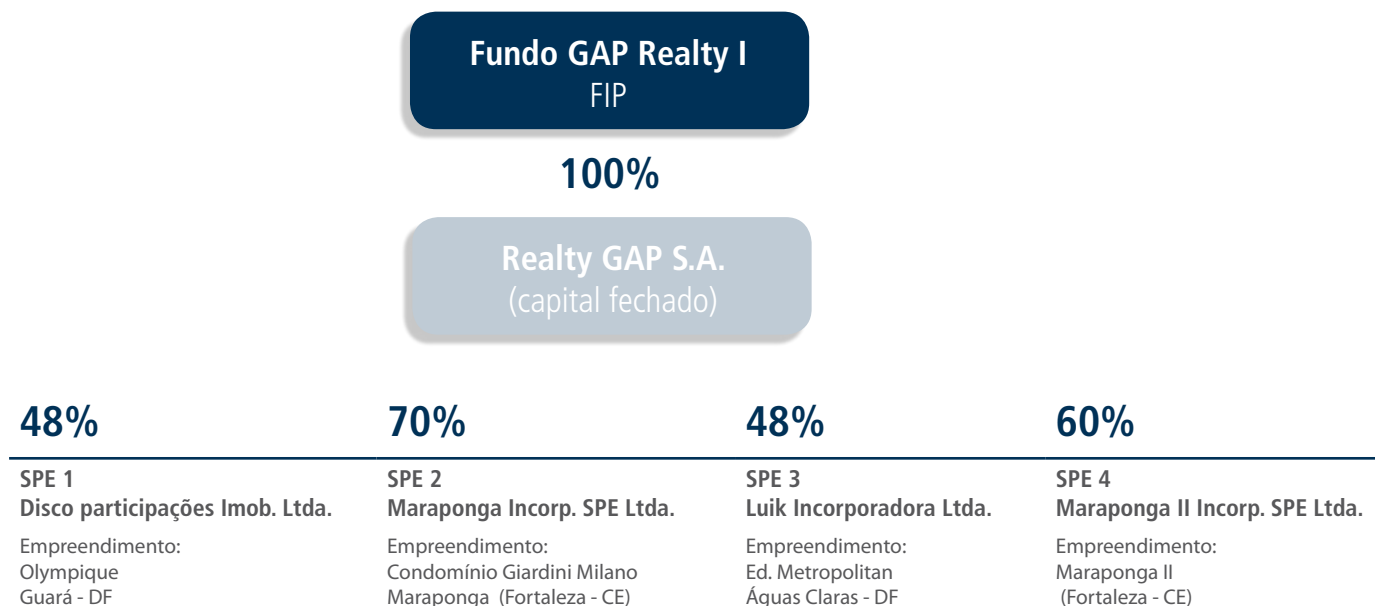 Fundo GAP Realty I
FIP
100%
Realty GAP S.A.
(capital fechado)
48%
SPE 1
Disco participações Imob. Ltda.
Empreendimento:
Olympique
Guará - DF
70%
SPE 2
Maraponga Incorp. SPE Ltda.
Empreendimento:
Condomínio Giardini Milano
Maraponga (Fortaleza - CE)
48%
SPE 3
Luik Incorporadora Ltda.
Empreendimento:
Ed. Metropolitan
Águas Claras - DF
60%
SPE 4
Maraponga II Incorp. SPE Ltda.
Empreendimento:
Maraponga II
(Fortaleza - CE)